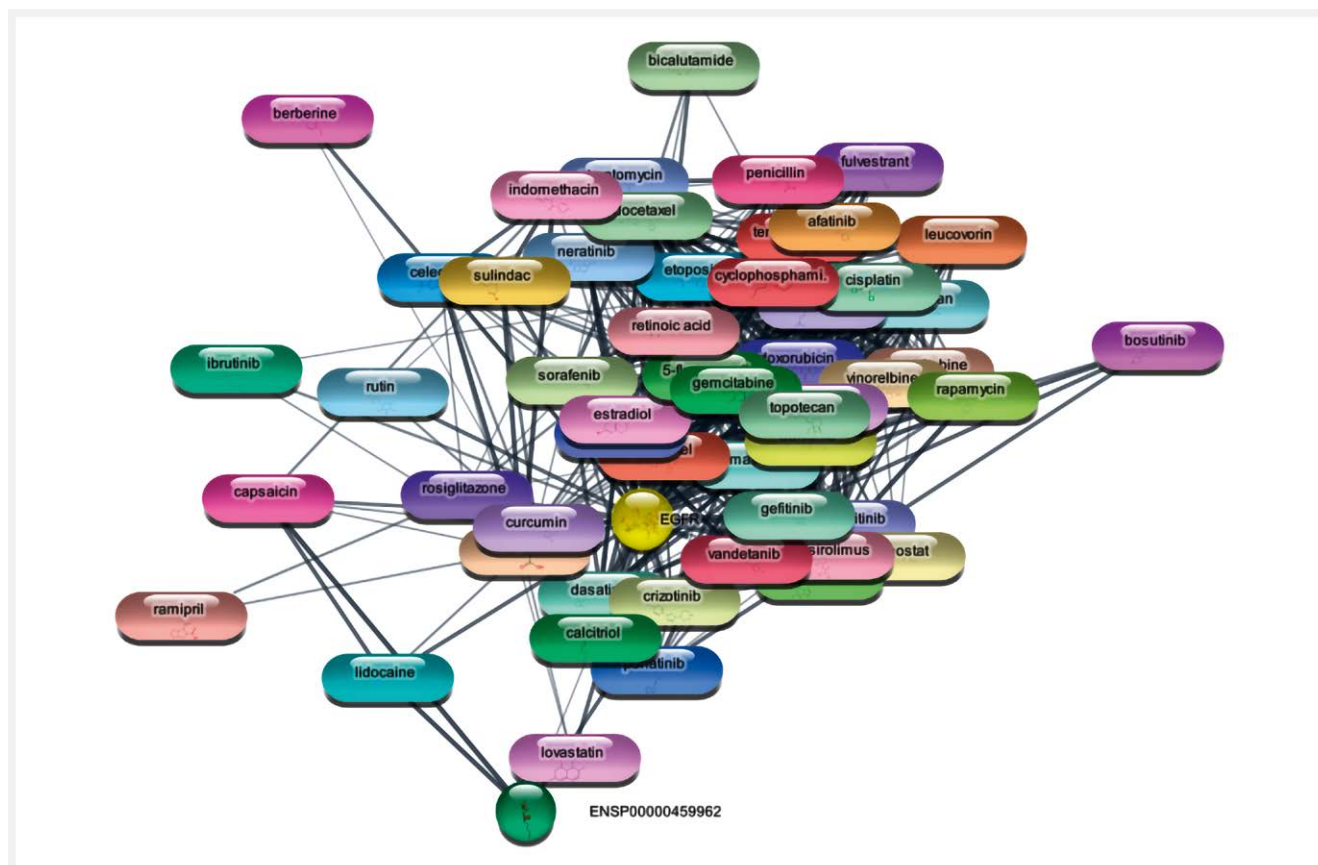 bicalutamide
berberine
fulvestrant
penicillin
indomethacin
afatinib
leucovorin
neratinib
sulindac
cyclophosphami.
cisplatin
retinoic acid
bosutinib
ibrutinib
rutin
sorafenib
doxorubicin
gemcitabine
vinorelbine
rapamycin
estradiol
topotecan
capsaicin
rosiglitazone
curcumin
EGFR
gefitinib
vandetanib
crizotinib
ramipril
calcitriol
lidocaine
lovastatin
ENSP00000459962